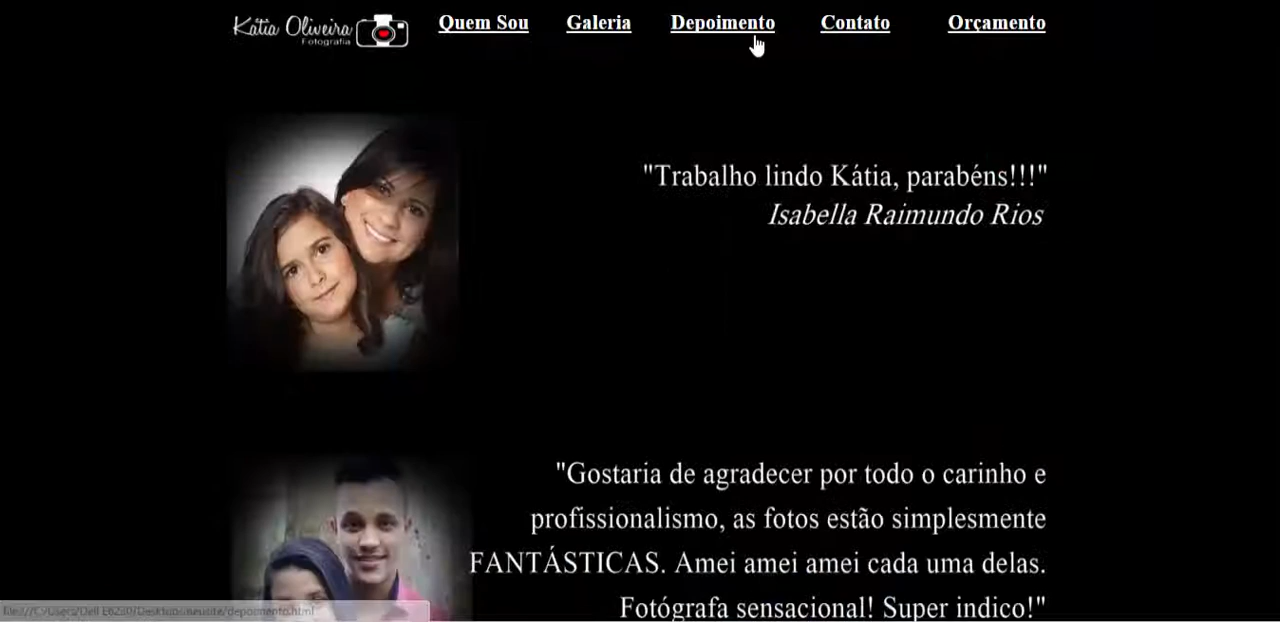 Kátia Oliveira
Fotografia
Quem Sou Galeria Depoimento Contato Orçamento
"Trabalho lindo Kátia, parabéns!!!"
Isabella Raimundo Rios
"Gostaria de agradecer por todo o carinho e
profissionalismo, as fotos estão simplesmente
FANTÁSTICAS. Amei amei amei cada uma delas.
Fotógrafa sensacional! Super indico!"